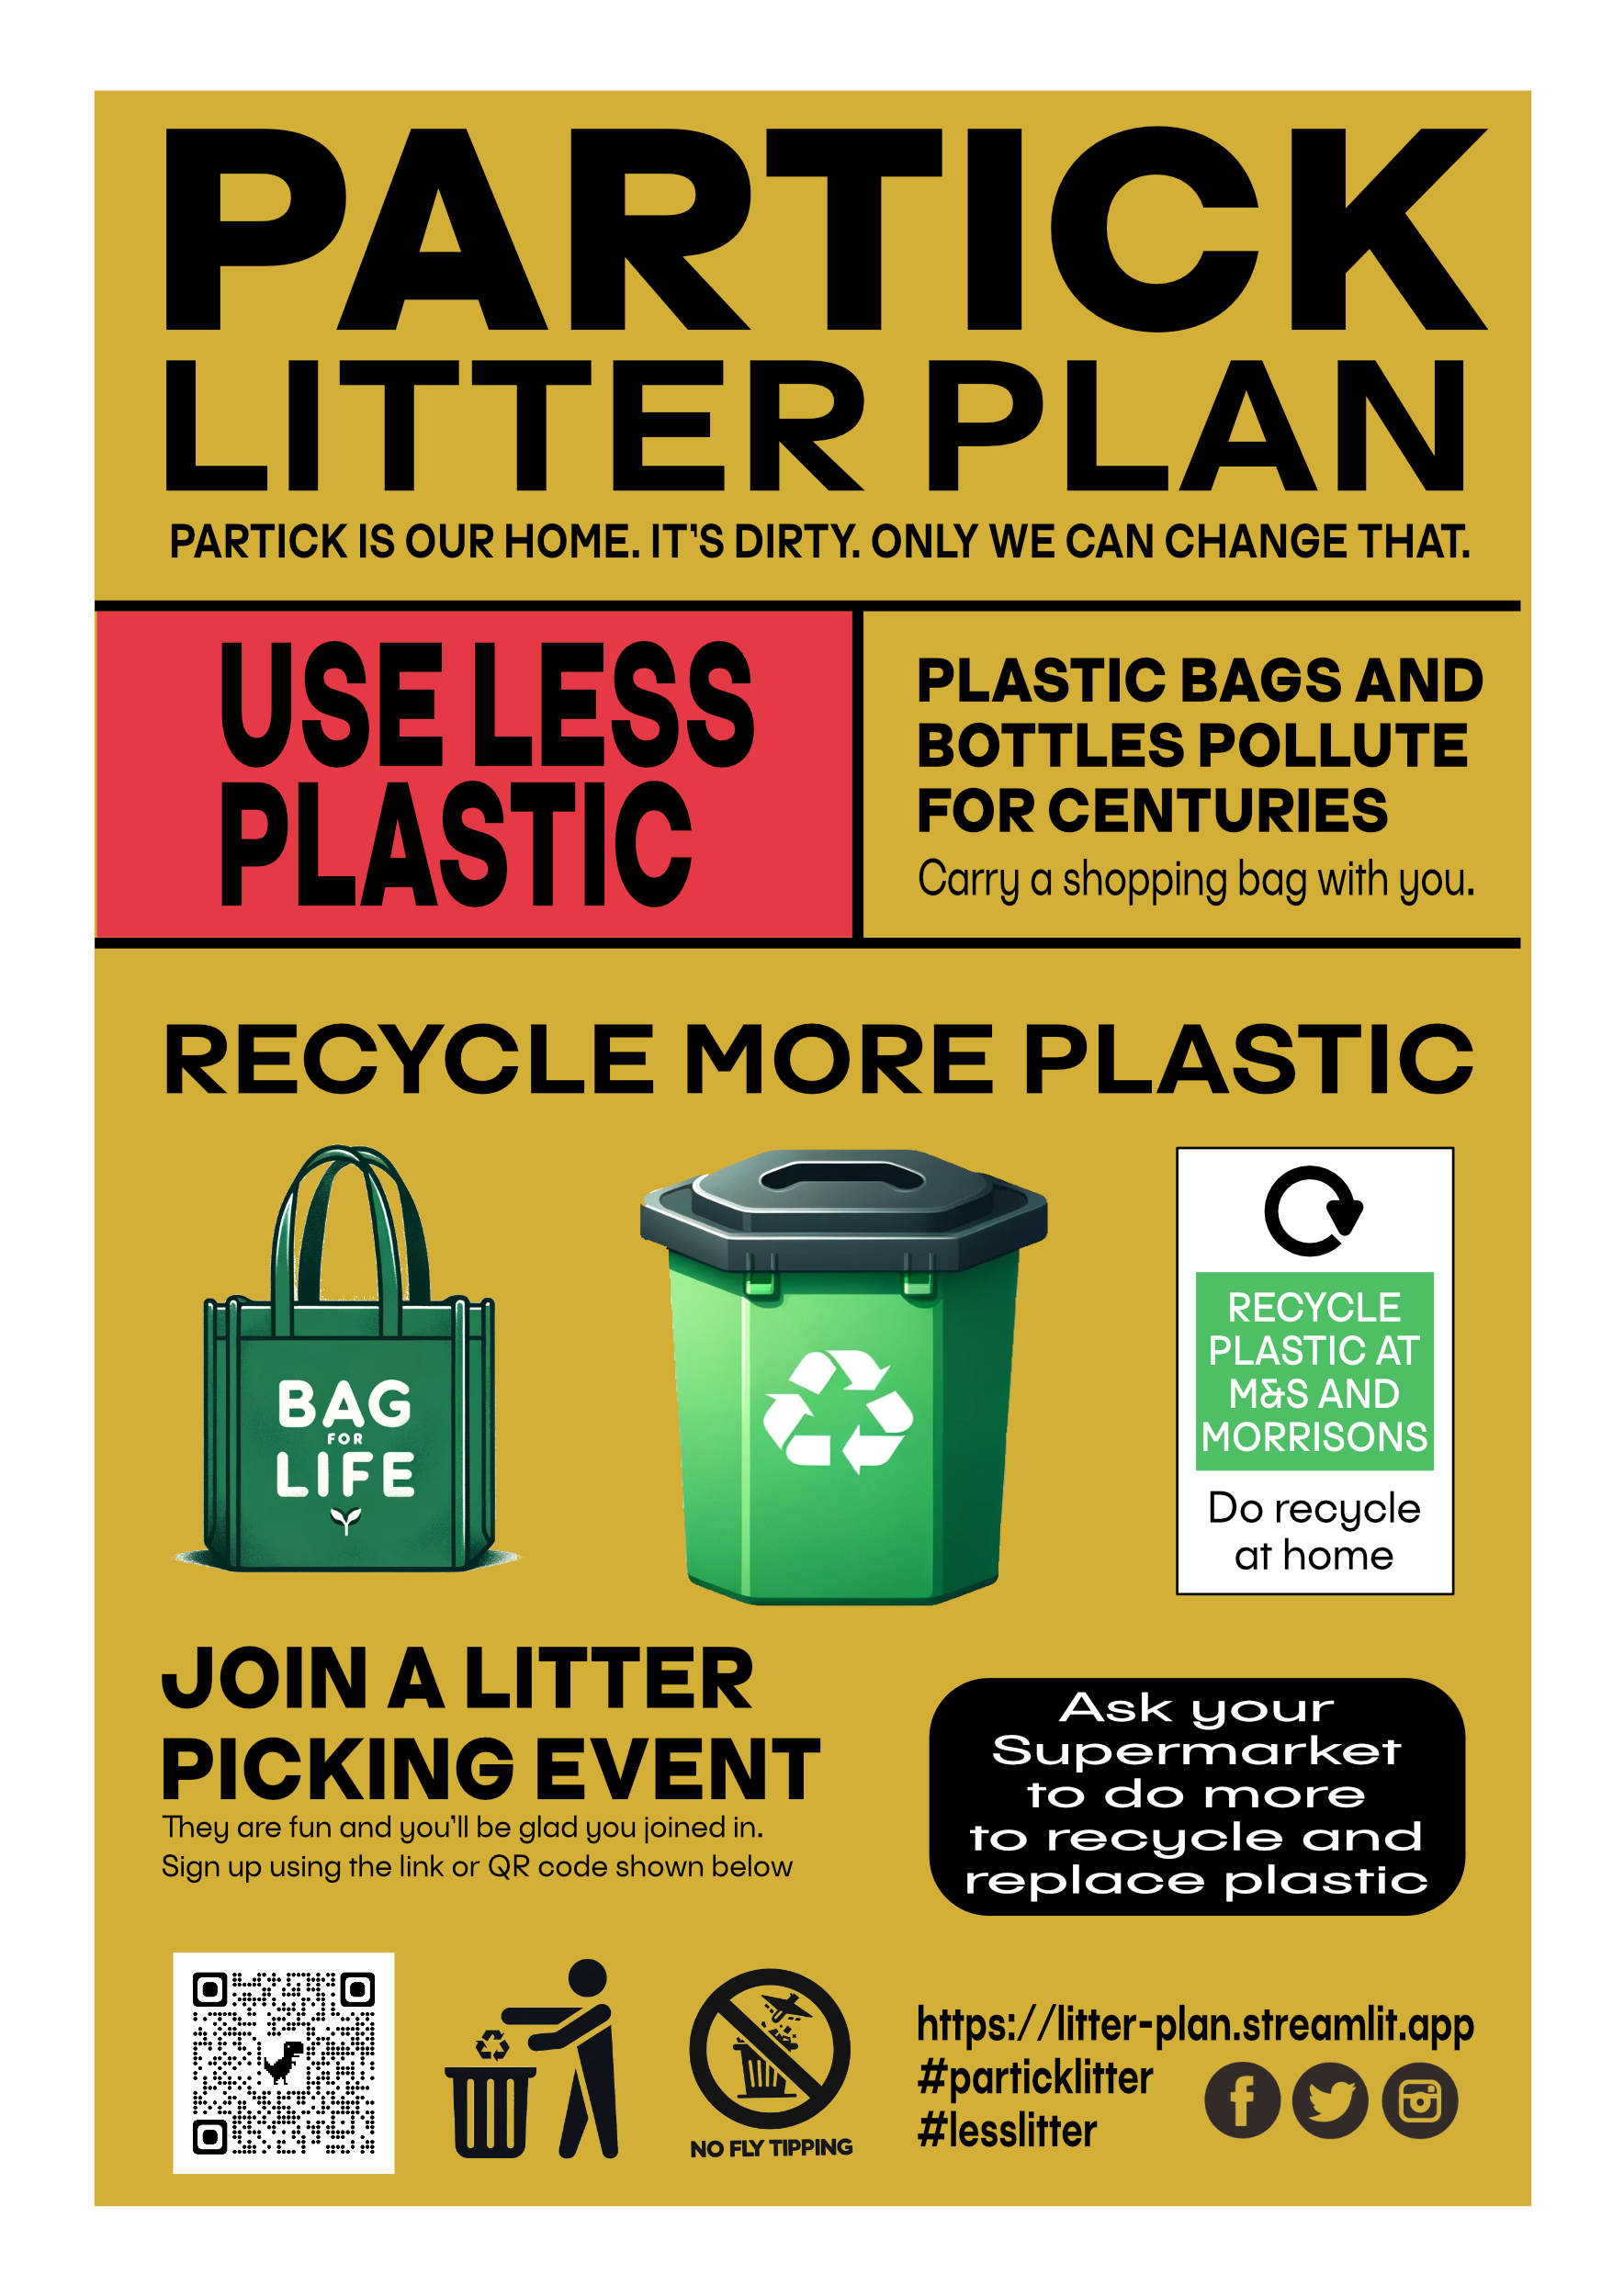 PARTICK
LITTER PLAN
PARTICK IS OUR HOME. IT'S DIRTY. ONLY WE CAN CHANGE THAT.
USE LESS
PLASTIC
PLASTIC BAGS AND
BOTTLES POLLUTE
FOR CENTURIES
Carry a shopping bag with you.
RECYCLE MORE PLASTIC
BAG
FOR
LIFE
RECYCLE
PLASTIC AT
M&S AND
MORRISONS
Do recycle
at home
JOIN A LITTER
PICKING EVENT
They are fun and you'll be glad you joined in.
Sign up using the link or QR code shown below
Ask your
Supermarket
to do more
to recycle and
replace plastic
NO FLY TIPPING
https://litter-plan.streamlit.app
#particklitter
#lesslitter